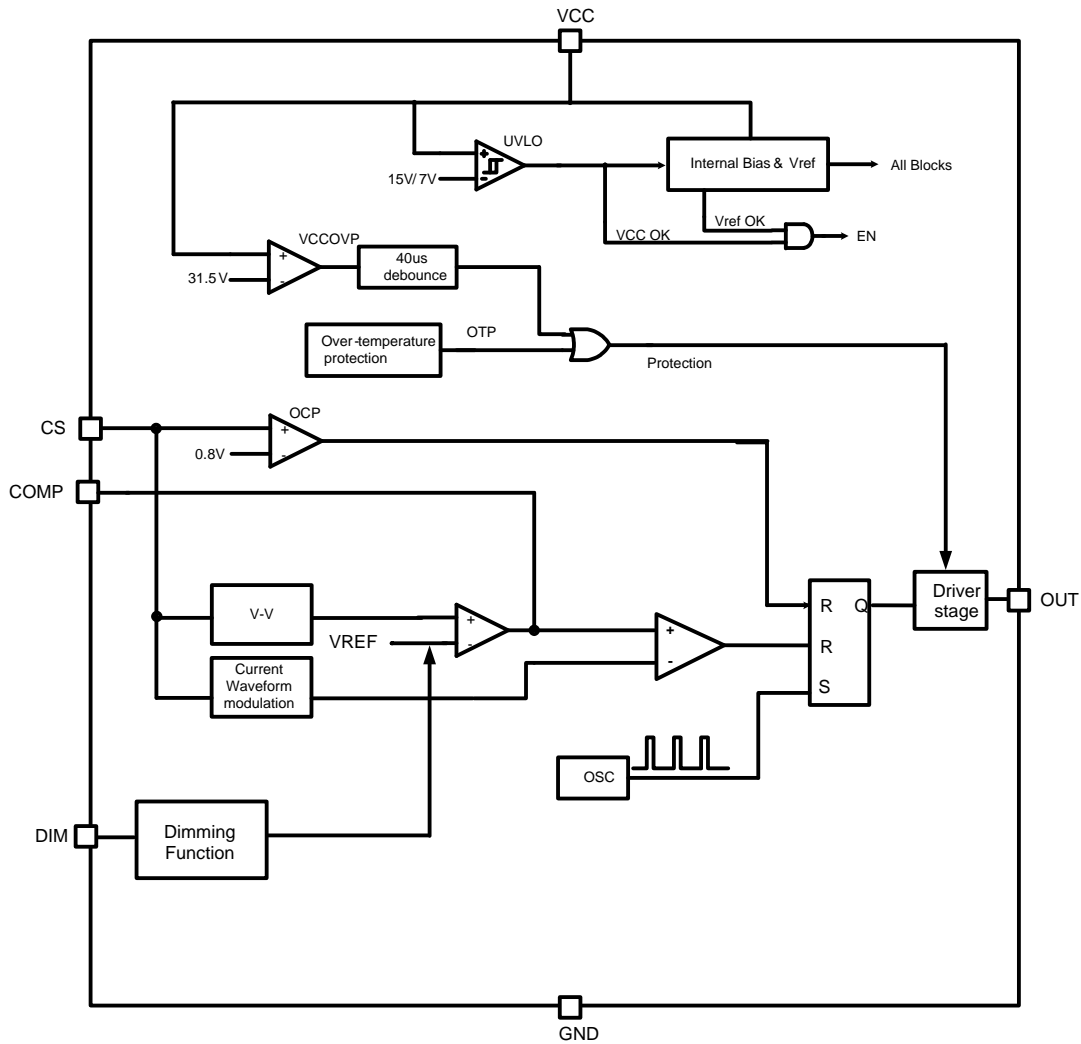 VCC
UVLO
+
-
15V/7V
Internal Bias & Vref
All Blocks
Vref OK
VCC OK
EN
VCCOVP
+
-
31.5V
40us
debounce
Over-temperature
protection
OTP
Protection
CS
OCP
+
-
0.8V
COMP
V-V
+
-
VREF
Current
Waveform
modulation
+
-
R
Q
R
S
Driver
stage
OUT
OSC
DIM
Dimming
Function
GND